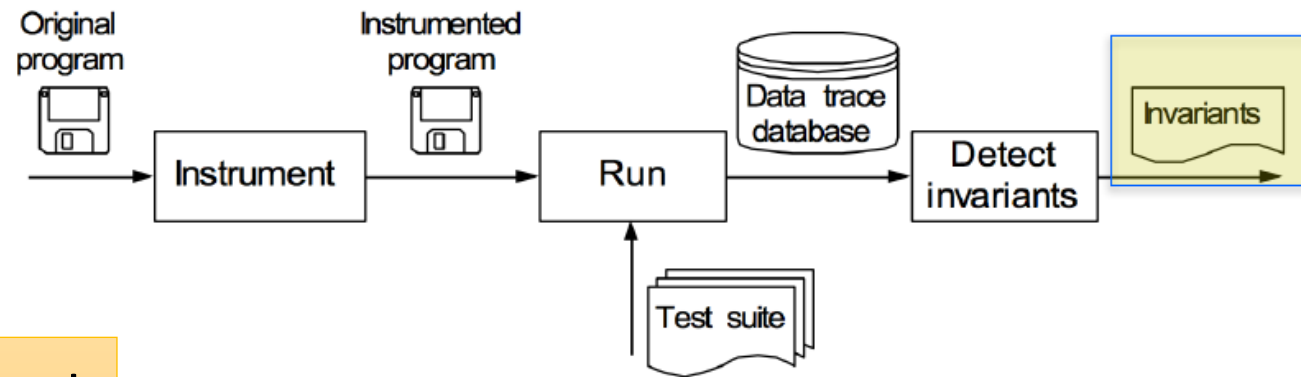 Original
program
Instrumented
program
Data trace
database
Invariants
Instrument
Run
Detect
invariants
Test suite